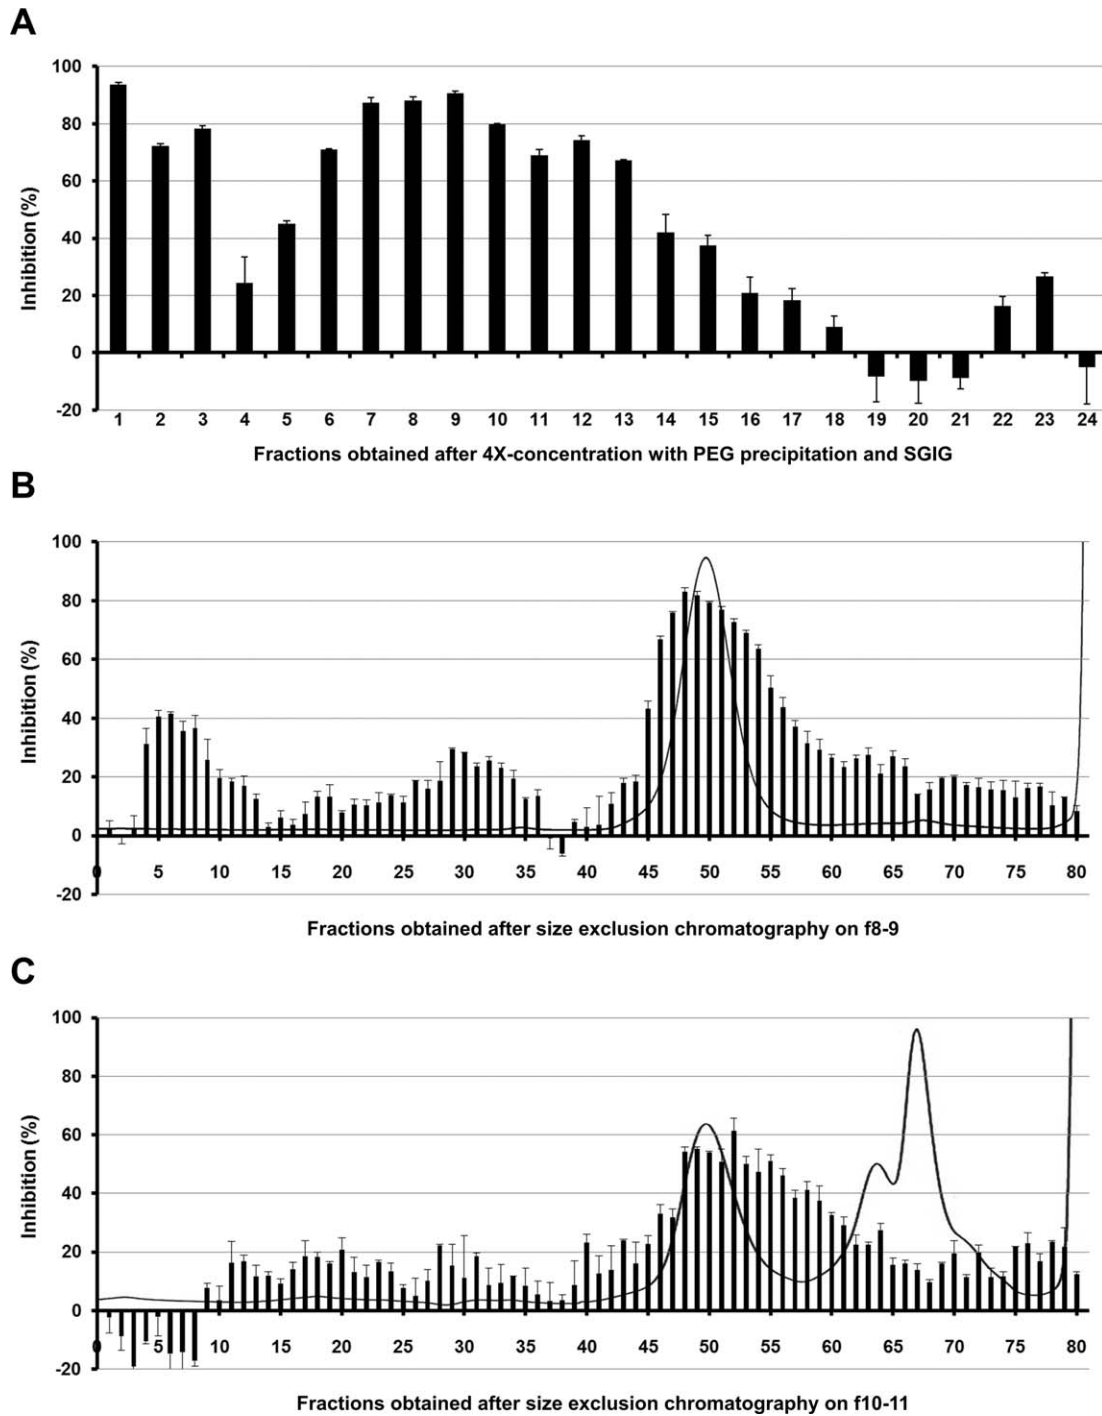 A
100
80
60
40
20
0
-20
Inhibition (%)
1 2 3 4 5 6 7 8 9 10 11 12 13 14 15 16 17 18 19 20 21 22 23 24
Fractions obtained after 4X-concentration with PEG precipitation and SGIG
B
100
80
60
40
20
0
-20
Inhibition (%)
0 5 10 15 20 25 30 35 40 45 50 55 60 65 70 75 80
Fractions obtained after size exclusion chromatography on f8-9
C
100
80
60
40
20
0
-20
Inhibition (%)
0 5 10 15 20 25 30 35 40 45 50 55 60 65 70 75 80
Fractions obtained after size exclusion chromatography on f10-11